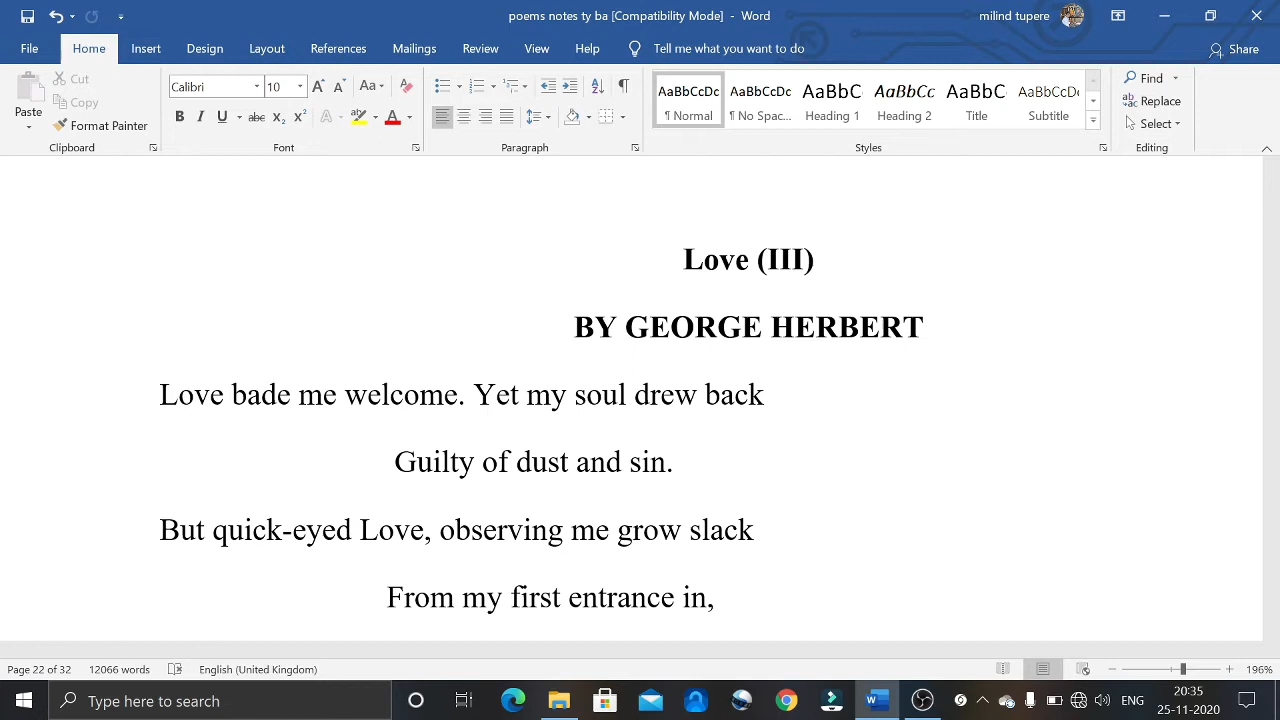 poems notes ty ba [Compatibility Mode] - Word
milind tupere
File Home Insert Design Layout References Mailings Review View Help Tell me what you want to do Share
Paste Cut Copy Format Painter
Clipboard
Calibri 10 Aa
B I U abc X2 X2 A A
Font
Paragraph
AaBbCcDc AaBbCcDc AaBbC AaBbCc AaBbC AaBbCcD
¶ Normal ¶ No Spac... Heading 1 Heading 2 Title Subtitle
Styles
Find
Replace
Select
Editing
Love (III)
BY GEORGE HERBERT
Love bade me welcome. Yet my soul drew back
Guilty of dust and sin.
But quick-eyed Love, observing me grow slack
From my first entrance in,
Page 22 of 32 12066 words English (United Kingdom) 196%
Type here to search
ENG
20:35
25-11-2020